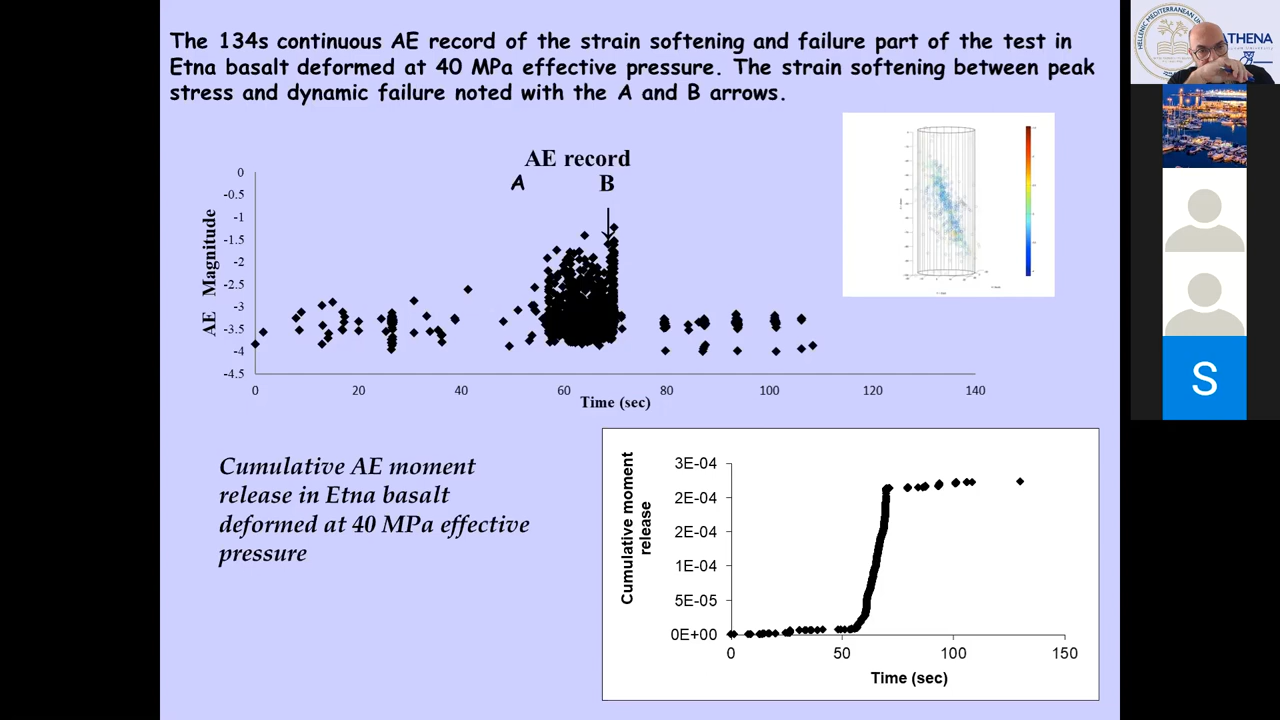 The 134s continuous AE record of the strain softening and failure part of the test in
Etna basalt deformed at 40 MPa effective pressure. The strain softening between peak
stress and dynamic failure noted with the A and B arrows.
AE record
A B
0
-0.5
-1
-1.5
-2
-2.5
-3
-3.5
-4
-4.5
AE Magnitude
0 20 40 60 80 100 120 140
Time (sec)
Cumulative AE moment
release in Etna basalt
deformed at 40 MPa effective
pressure
Cumulative moment
release
3E-04
2E-04
2E-04
1E-04
5E-05
0E+00
0 50 100 150
Time (sec)
HELLENIC MEDITERRANEAN
ATHENA
S